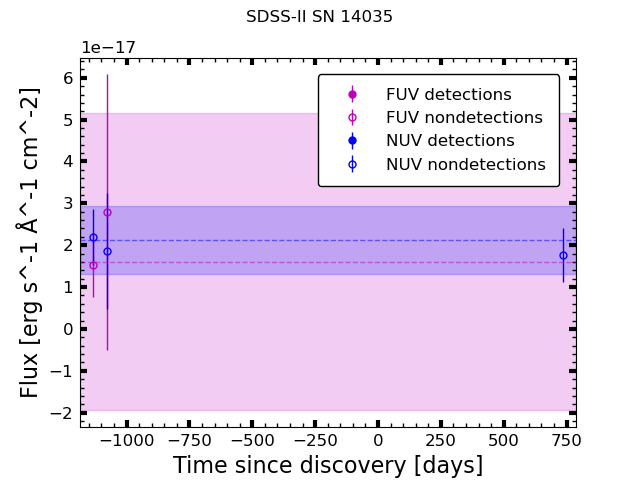 SDSS-II SN 14035
1e−17
6
5
4
3
2
1
0
−1
−2
Flux [erg s^-1 Å^-1 cm^-2]
FUV detections
FUV nondetections
NUV detections
NUV nondetections
−1000 −750 −500 −250 0 250 500 750
Time since discovery [days]